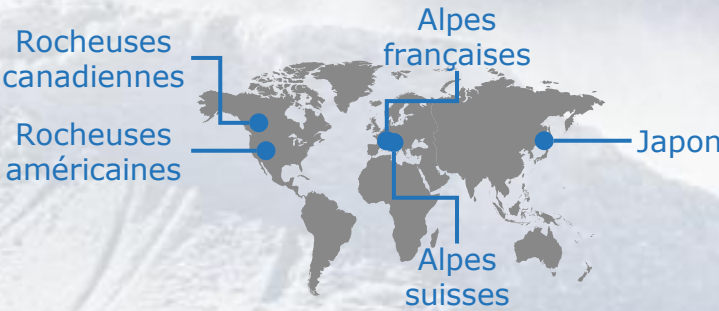 Rocheuses
canadiennes
Alpes
françaises
Rocheuses
américaines
Japon
Alpes
suisses